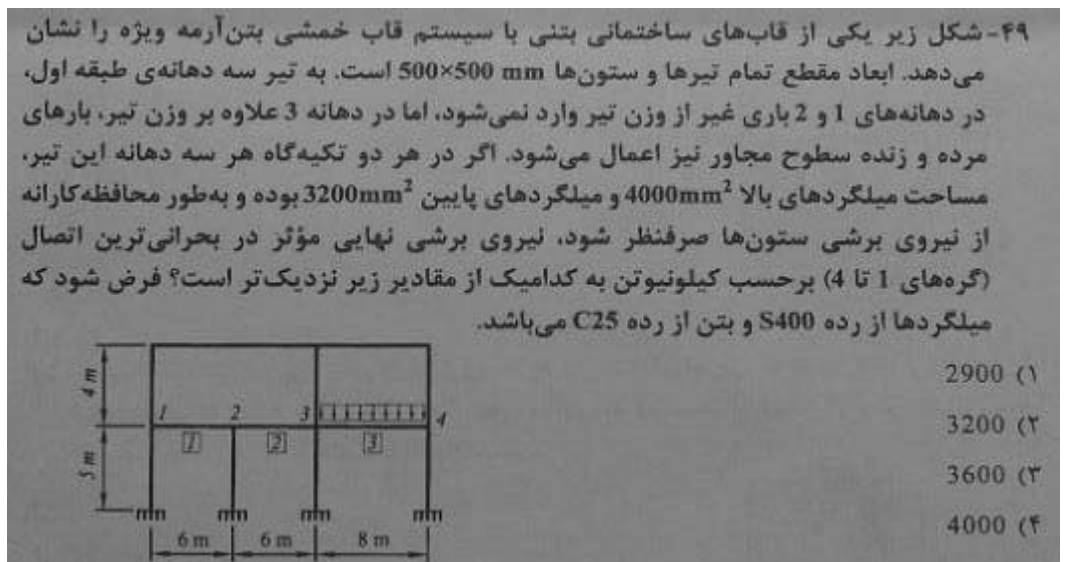 ۴۹- شکل زیر یکی از قاب‌های ساختمانی بتنی با سیستم قاب خمشی بتن‌آرمه ویژه را نشان
می‌دهد. ابعاد مقطع تمام تیرها و ستون‌ها 500×500 mm است. به تیر سه دهانه‌ی طبقه اول،
در دهانه‌های 1 و 2 باری غیر از وزن تیر وارد نمی‌شود، اما در دهانه 3 علاوه بر وزن تیر، بارهای
مرده و زنده سطوح مجاور نیز اعمال می‌شود. اگر در هر دو تکیه‌گاه هر سه دهانه این تیر،
مساحت میلگردهای بالا 4000mm² و میلگردهای پایین 3200mm² بوده و به‌طور محافظه‌کارانه
از نیروی برشی ستون‌ها صرفنظر شود، نیروی برشی نهایی مؤثر در بحرانی‌ترین اتصال
(گره‌های 1 تا 4) برحسب کیلونیوتن به کدامیک از مقادیر زیر نزدیک‌تر است؟ فرض شود که
میلگردها از رده S400 و بتن از رده C25 می‌باشد.
۱) 2900
۲) 3200
۳) 3600
۴) 4000
4 m
5 m
1 2 3 4
1 2 3
6 m 6 m 8 m